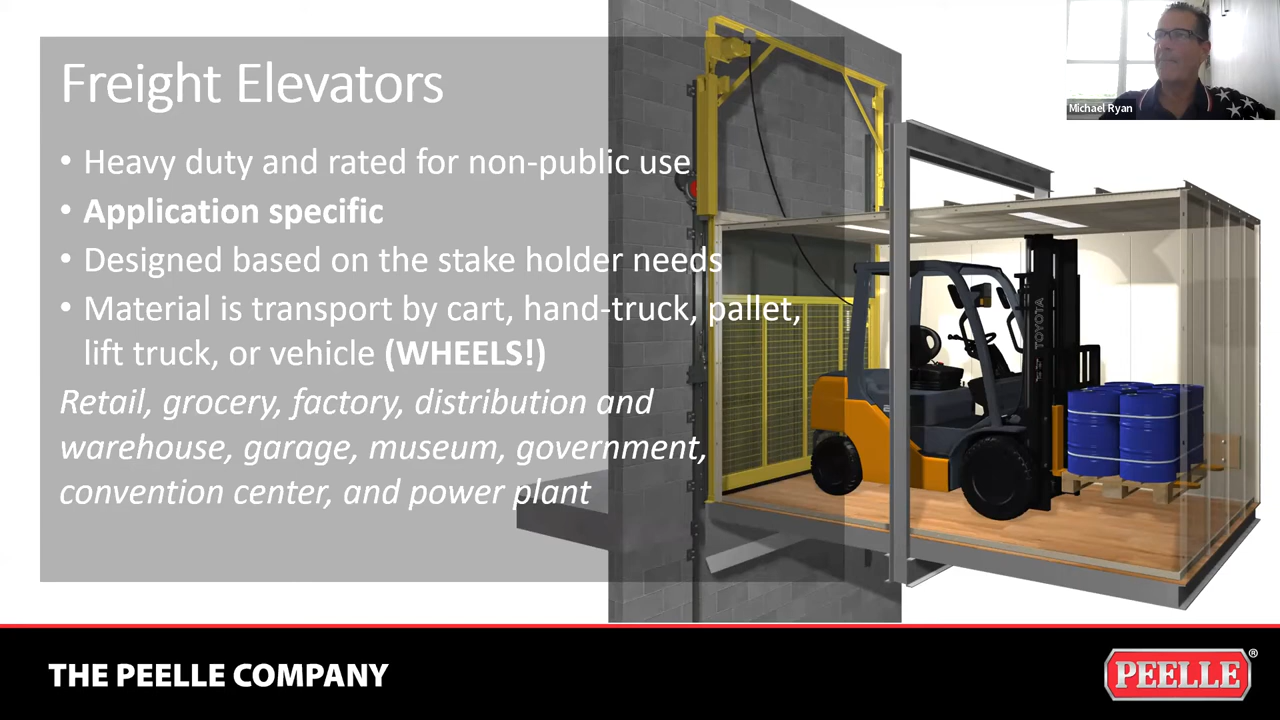 Freight Elevators
• Heavy duty and rated for non-public use
• Application specific
• Designed based on the stake holder needs
• Material is transport by cart, hand-truck, pallet,
lift truck, or vehicle (WHEELS!)
Retail, grocery, factory, distribution and
warehouse, garage, museum, government,
convention center, and power plant
Michael Ryan
TOYOTA
THE PEELLE COMPANY
PEELLE®